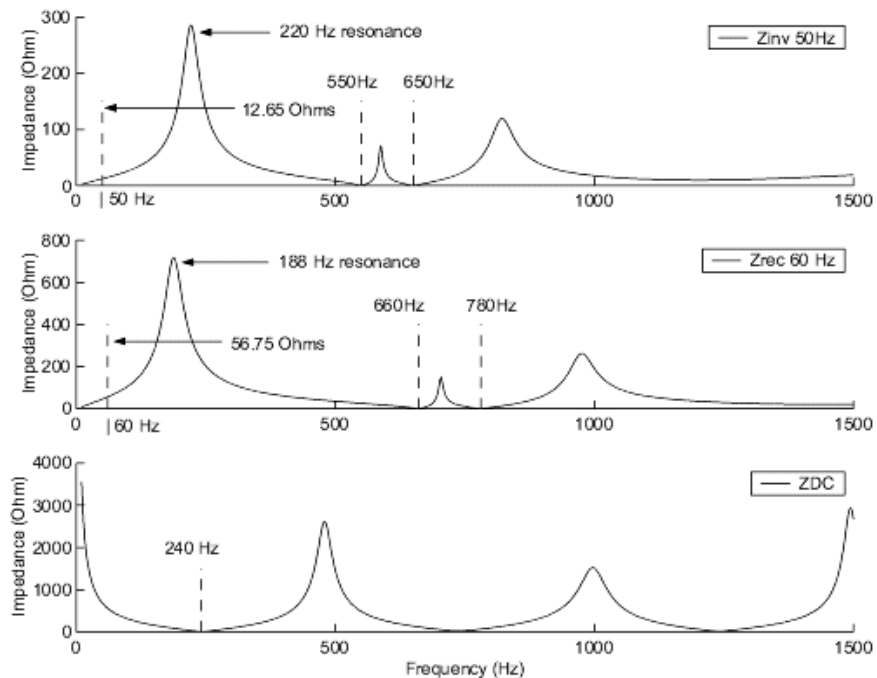 300
200
100
0
Impedance (Ohm)
220 Hz resonance
12.65 Ohms
550Hz
650Hz
Zinv 50Hz
0
50 Hz
500
1000
1500
800
600
400
200
0
Impedance (Ohm)
188 Hz resonance
56.75 Ohms
660Hz
780Hz
Zrec 60 Hz
0
60 Hz
500
1000
1500
4000
3000
2000
1000
0
Impedance (Ohm)
240 Hz
ZDC
0
500
1000
1500
Frequency (Hz)